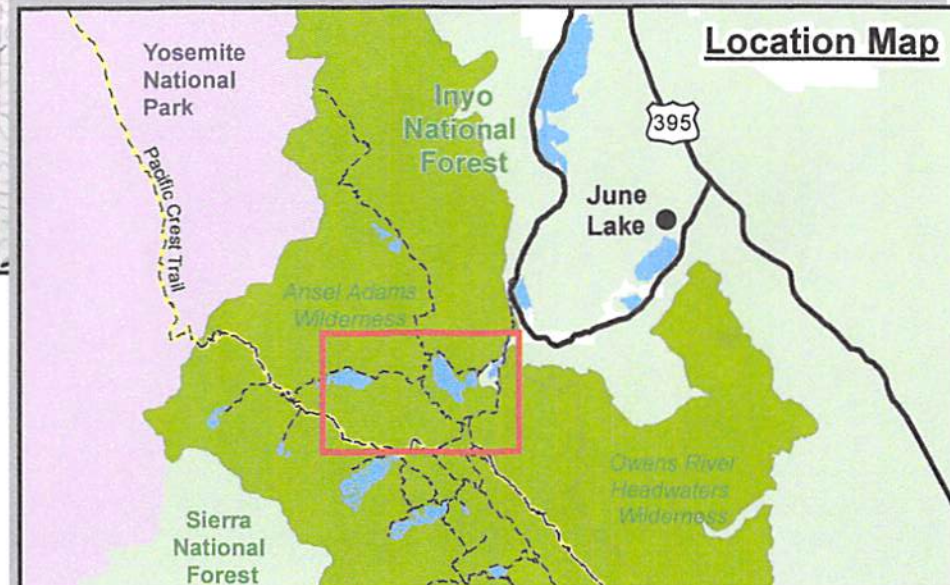 Location Map
Yosemite
National
Park
Inyo
National
Forest
395
June
Lake
Pacific Crest Trail
Ansel Adams
Wilderness
Owens River
Headwaters
Wilderness
Sierra
National
Forest